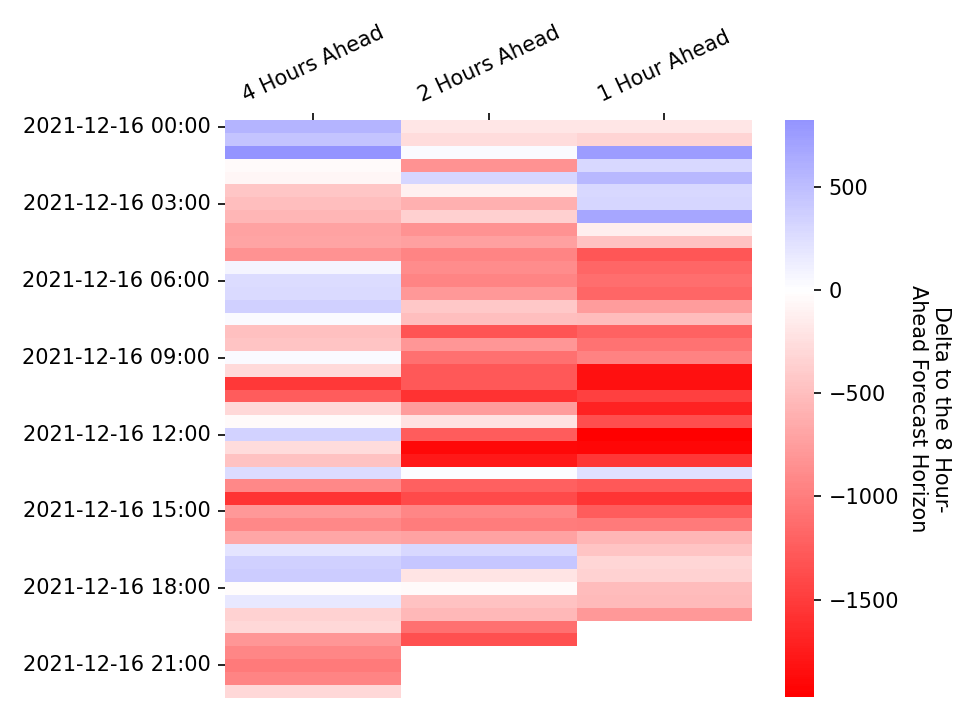 4 Hours Ahead
2 Hours Ahead
1 Hour Ahead
2021-12-16 00:00
2021-12-16 03:00
2021-12-16 06:00
2021-12-16 09:00
2021-12-16 12:00
2021-12-16 15:00
2021-12-16 18:00
2021-12-16 21:00
500
0
−500
−1000
−1500
Delta to the 8 Hour-
Ahead Forecast Horizon